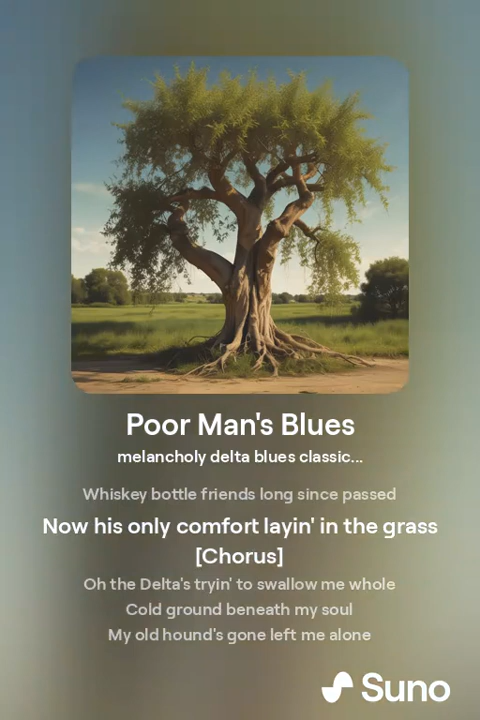 Poor Man's Blues
melancholy delta blues classic...
Whiskey bottle friends long since passed
Now his only comfort layin' in the grass
[Chorus]
Oh the Delta's tryin' to swallow me whole
Cold ground beneath my soul
My old hound's gone left me alone
Suno